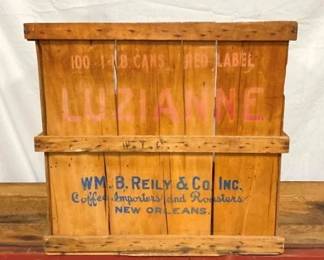 100 1-LB CANS RED LABEL
LUZIANNE
WM. B. REILY & CO. INC.
Coffee Importers and Roasters
NEW ORLEANS.